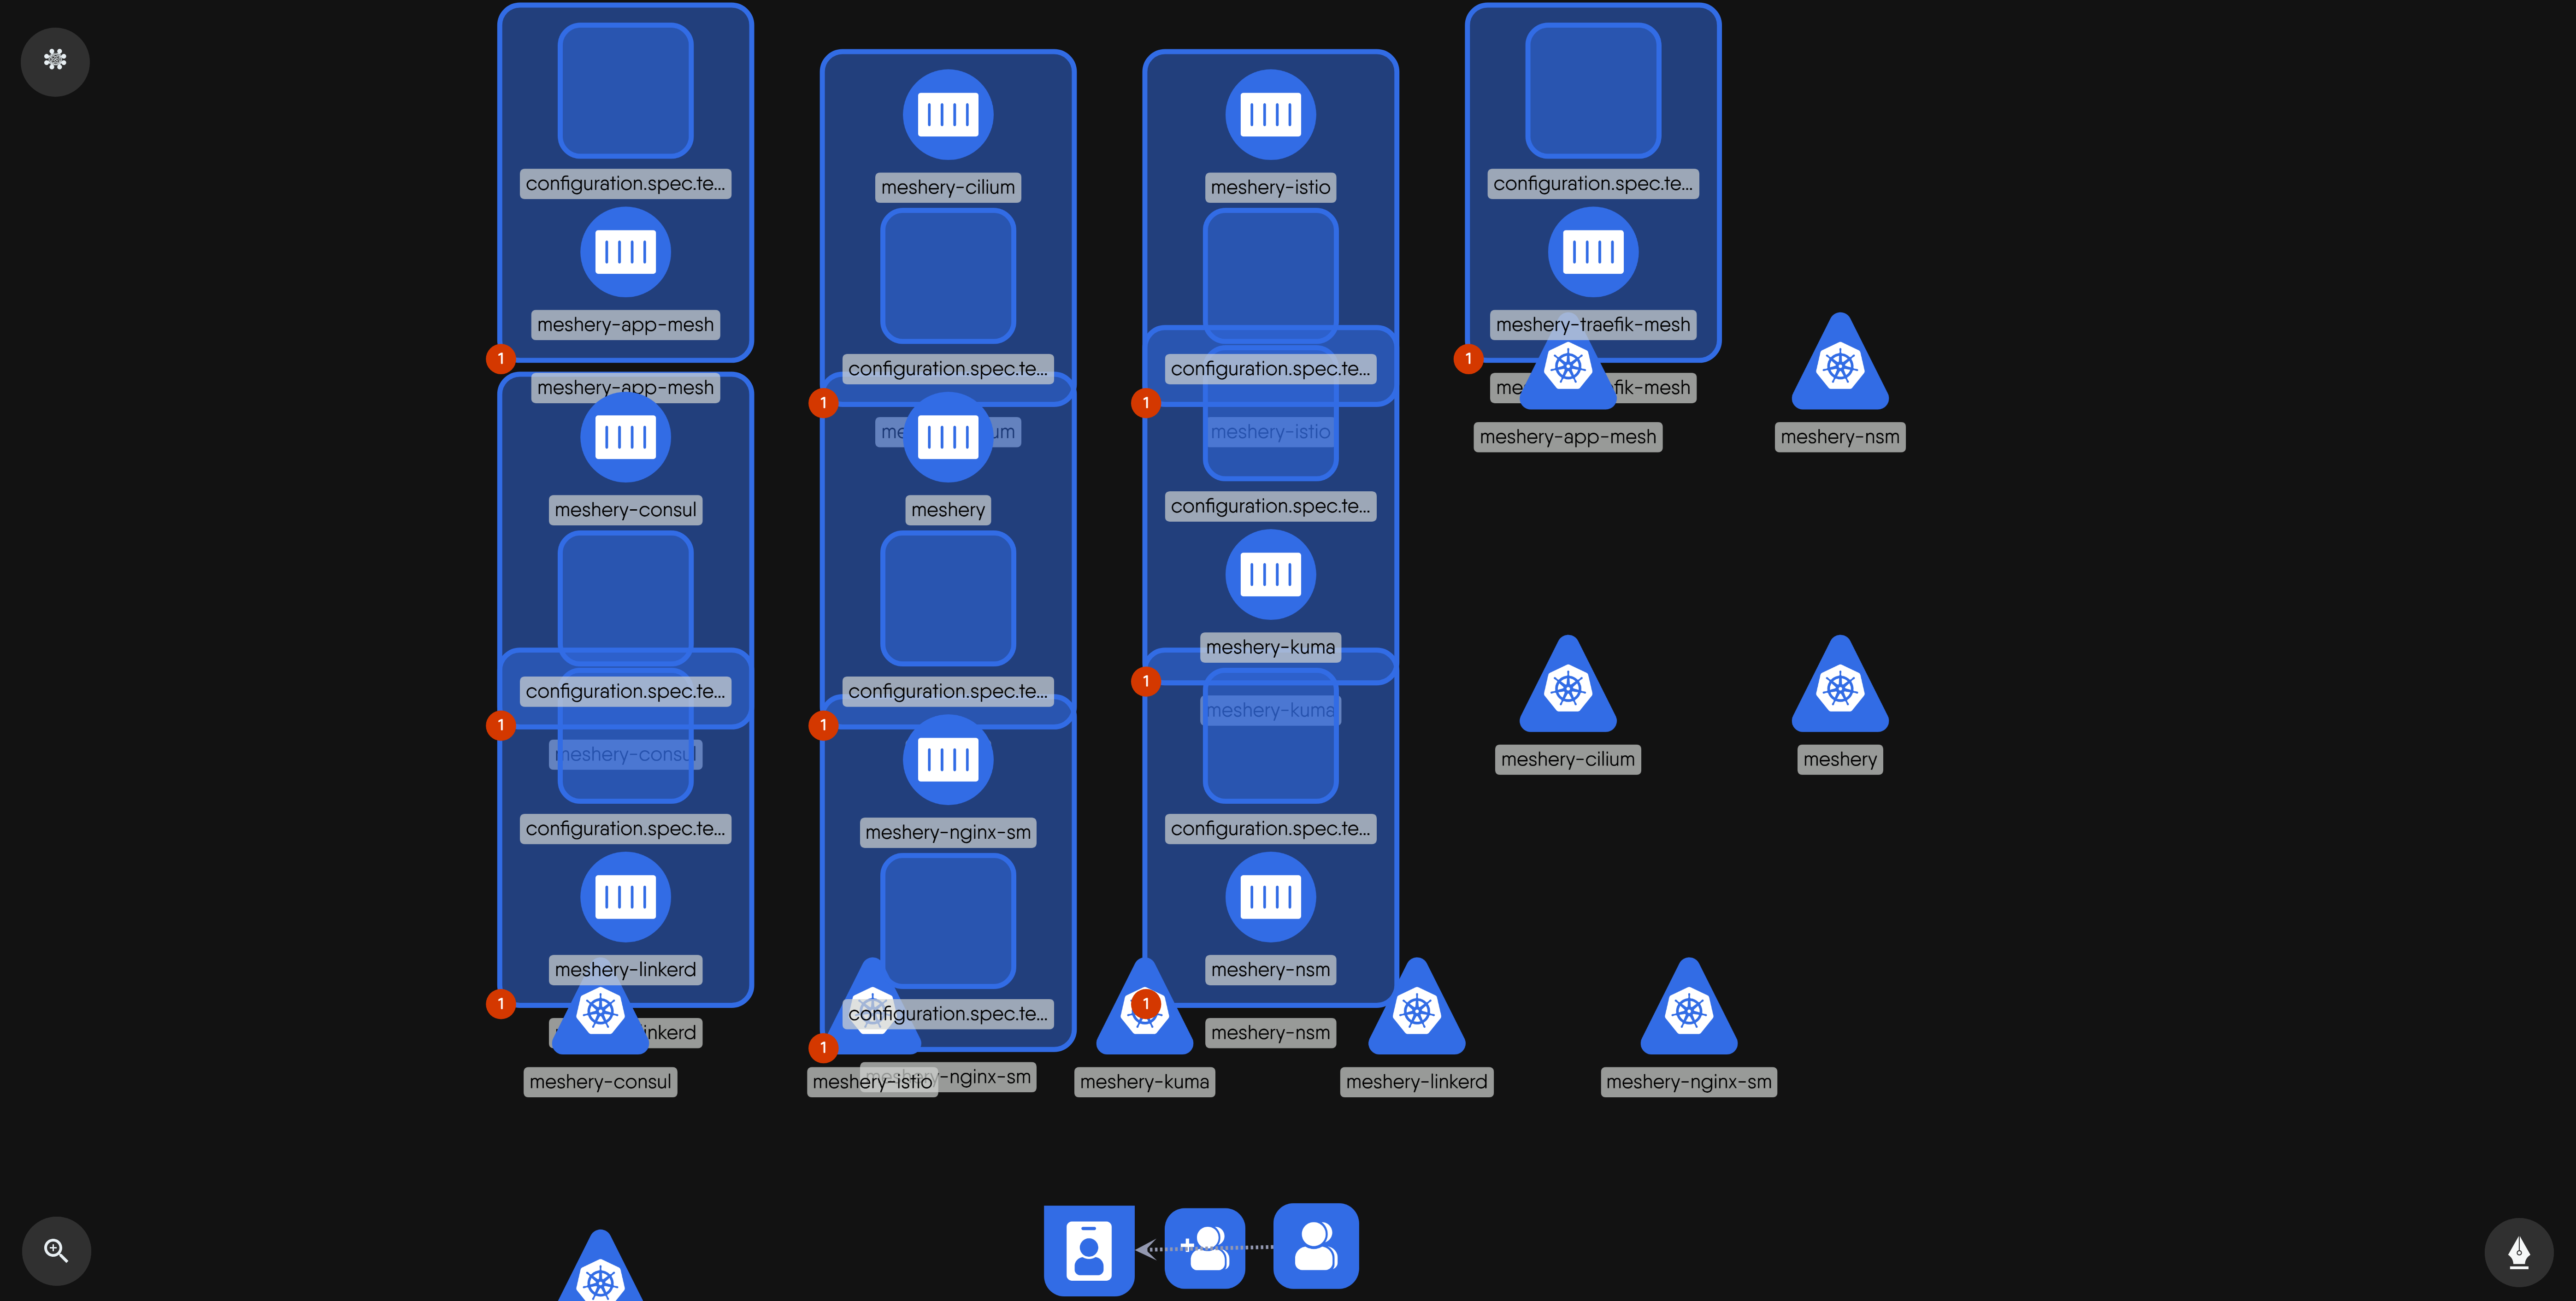 configuration.spec.te...
meshery-app-mesh
1
meshery-app-mesh
meshery-consul
configuration.spec.te...
1
meshery-consul
configuration.spec.te...
meshery-linkerd
1
inkerd
meshery-consul
meshery-cilium
configuration.spec.te...
1
me
um
meshery
configuration.spec.te...
1
meshery-nginx-sm
configuration.spec.te...
1
meshery-istio
-nginx-sm
meshery-istio
configuration.spec.te...
1
meshery-istio
configuration.spec.te...
meshery-kuma
1
meshery-kuma
configuration.spec.te...
meshery-nsm
1
meshery-nsm
meshery-kuma
meshery-linkerd
meshery-nginx-sm
configuration.spec.te...
meshery-traefik-mesh
1
me
fik-mesh
meshery-app-mesh
meshery-nsm
meshery-cilium
meshery